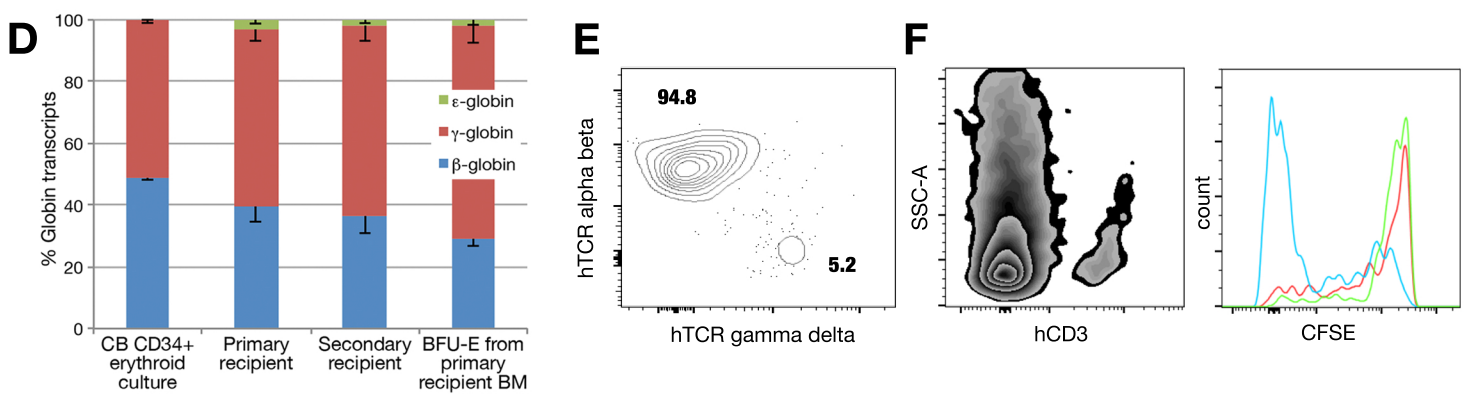 D
% Globin transcripts
100
80
60
40
20
0
ε-globin
γ-globin
β-globin
CB CD34+
erythroid
culture
Primary
recipient
Secondary
recipient
BFU-E from
primary
recipient BM
E
hTCR alpha beta
94.8
5.2
hTCR gamma delta
F
SSC-A
hCD3
count
CFSE